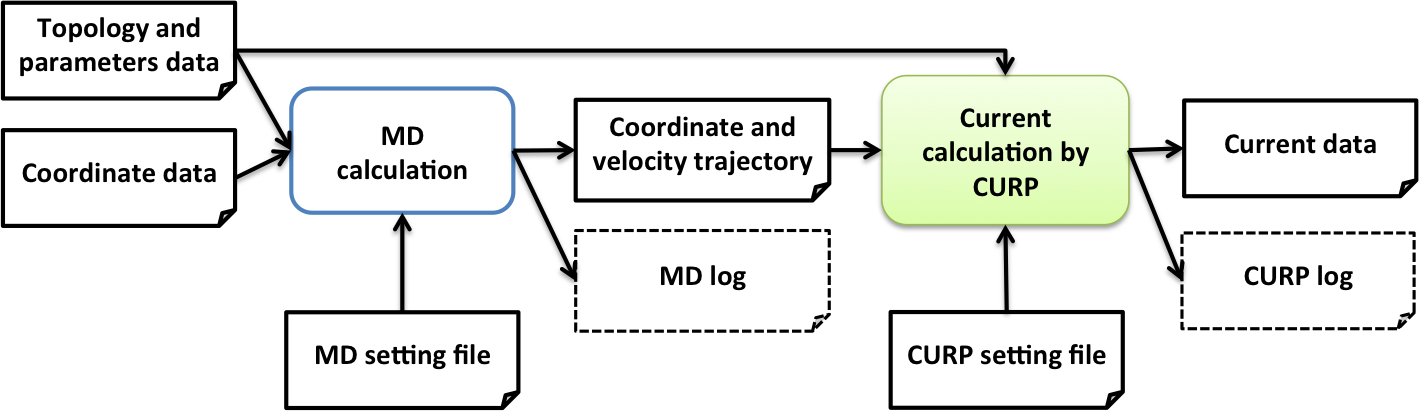 Topology and
parameters data
Coordinate data
MD
calculation
MD setting file
Coordinate and
velocity trajectory
MD log
Current
calculation by
CURP
CURP setting file
Current data
CURP log